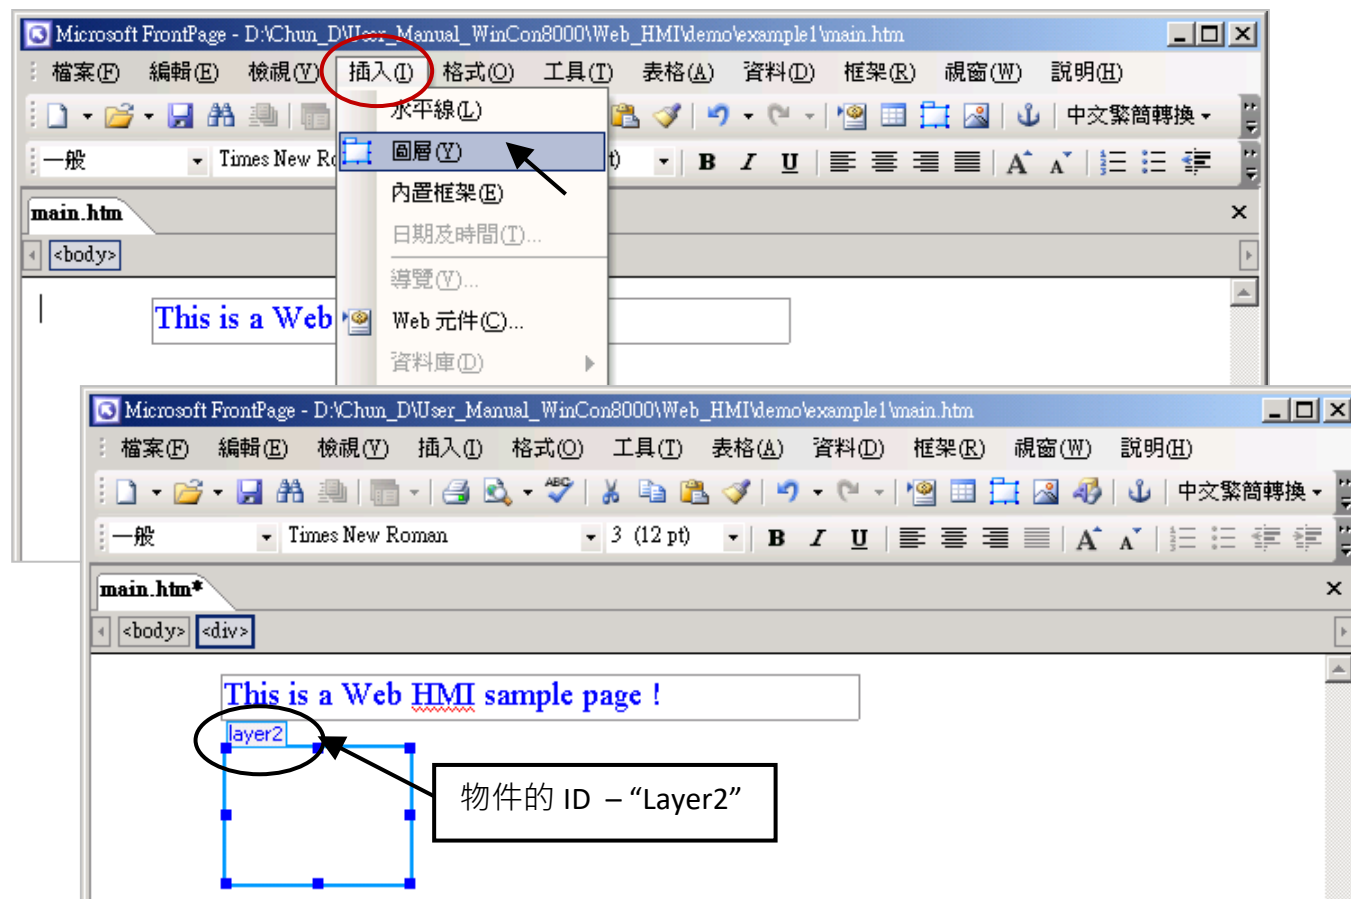 Microsoft FrontPage - D:\Chun_D\User_Manual_WinCon8000\Web_HMI\demo\example1\main.htm
檔案(F) 編輯(E) 檢視(V) 插入(I) 格式(O) 工具(T) 表格(A) 資料(D) 框架(R) 視窗(W) 說明(H)
水平線(L)
中文繁簡轉換
圖層(Y)
一般 Times New Ro
t) B I U A A
內置框架(E)
main.htm
日期及時間(T)...
<body>
導覽(V)...
This is a Web
Web 元件(C)...
資料庫(D)
Microsoft FrontPage - D:\Chun_D\User_Manual_WinCon8000\Web_HMI\demo\example1\main.htm
檔案(F) 編輯(E) 檢視(V) 插入(I) 格式(O) 工具(T) 表格(A) 資料(D) 框架(R) 視窗(W) 說明(H)
ABC 中文繁簡轉換
一般 Times New Roman 3 (12 pt) B I U A A
main.htm*
<body> <div>
This is a Web HMI sample page !
layer2
物件的 ID – “Layer2”